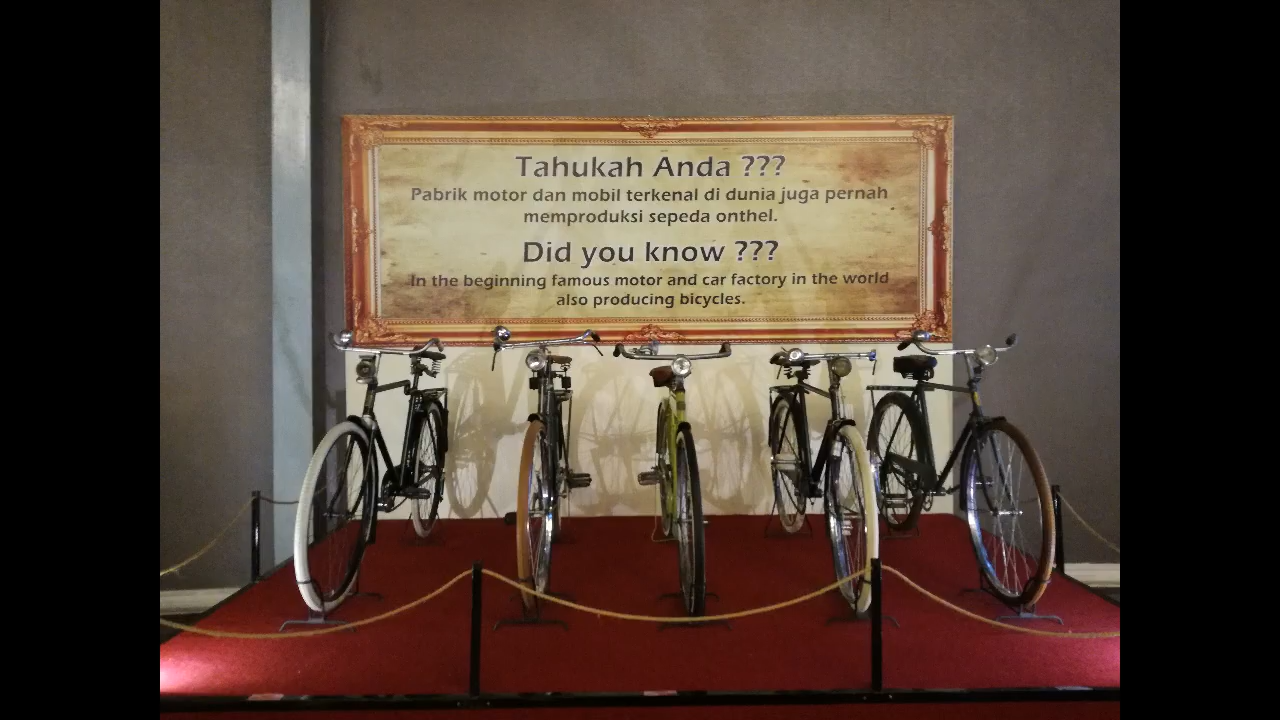 Tahukah Anda ???
Pabrik motor dan mobil terkenal di dunia juga pernah
memproduksi sepeda onthel.
Did you know ???
In the beginning famous motor and car factory in the world
also producing bicycles.